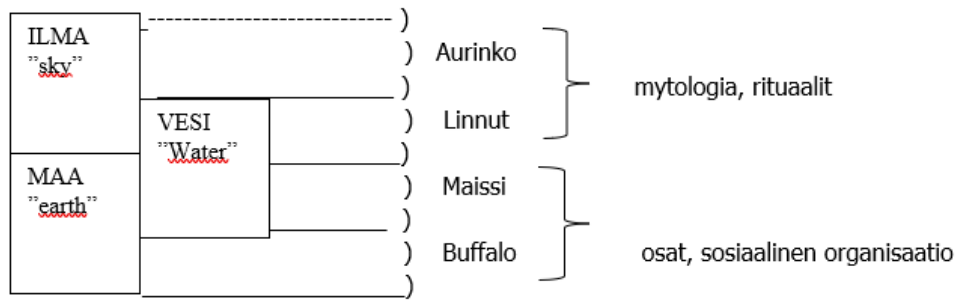 ILMA
”sky”
VESI
”Water”
MAA
”earth”
)
) Aurinko
)
) Linnut
)
) Maissi
)
) Buffalo
)
mytologia, rituaalit
osat, sosiaalinen organisaatio